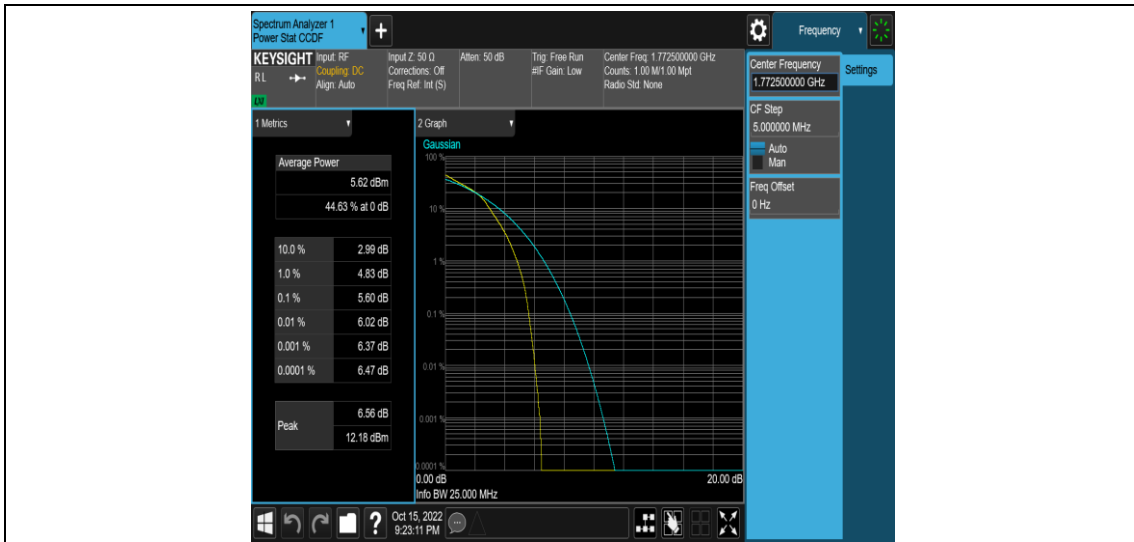 Spectrum Analyzer 1
Power Stat CCDF
Frequency
KEYSIGHT
RL
LXI
Input: RF
Coupling: DC
Align: Auto
Input Z: 50 Ω
Corrections: Off
Freq Ref: Int (S)
Atten: 50 dB
Trig: Free Run
#IF Gain: Low
Center Freq: 1.772500000 GHz
Counts: 1.00 M/1.00 Mpt
Radio Std: None
Center Frequency
1.772500000 GHz
Settings
CF Step
5.000000 MHz
Auto
Man
Freq Offset
0 Hz
1 Metrics
Average Power
5.62 dBm
44.63 % at 0 dB
10.0 % 2.99 dB
1.0 % 4.83 dB
0.1 % 5.60 dB
0.01 % 6.02 dB
0.001 % 6.37 dB
0.0001 % 6.47 dB
Peak
6.56 dB
12.18 dBm
2 Graph
Gaussian
100 %
10 %
1 %
0.1 %
0.01 %
0.001 %
0.0001 %
0.00 dB 20.00 dB
Info BW 25.000 MHz
?
Oct 15, 2022
9:23:11 PM